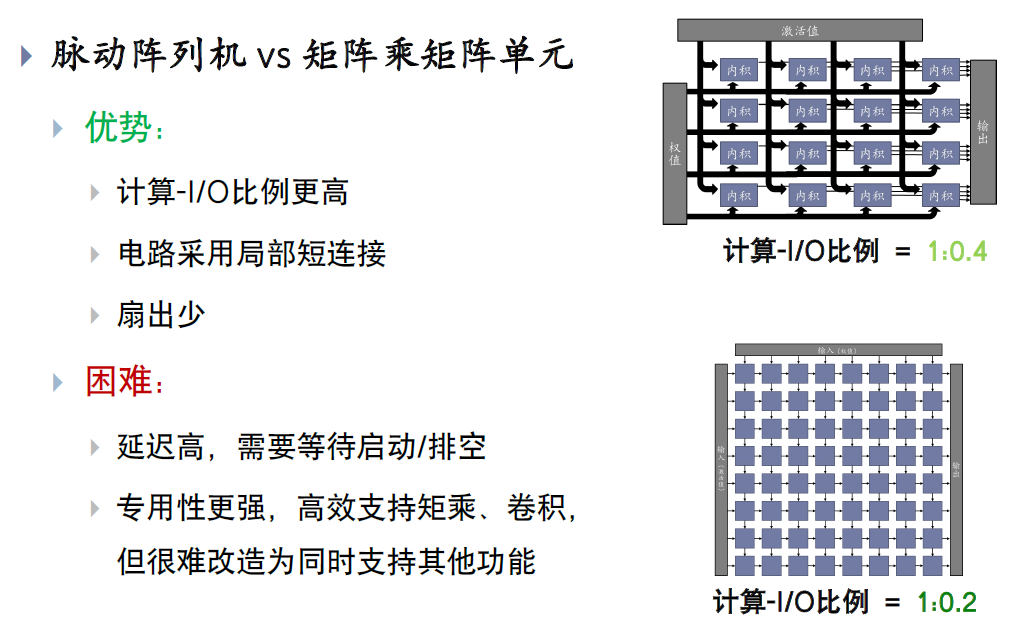 脉动阵列机 vs 矩阵乘矩阵单元
优势：
计算-I/O比例更高
电路采用局部短连接
扇出少
困难：
延迟高，需要等待启动/排空
专用性更强，高效支持矩乘、卷积，
但很难改造为同时支持其他功能
激活值
权值
内积 内积 内积 内积
内积 内积 内积 内积
内积 内积 内积 内积
内积 内积 内积 内积
输出
计算-I/O比例 = 1:0.4
输入（权值）
输入（激活值）
输出
计算-I/O比例 = 1:0.2